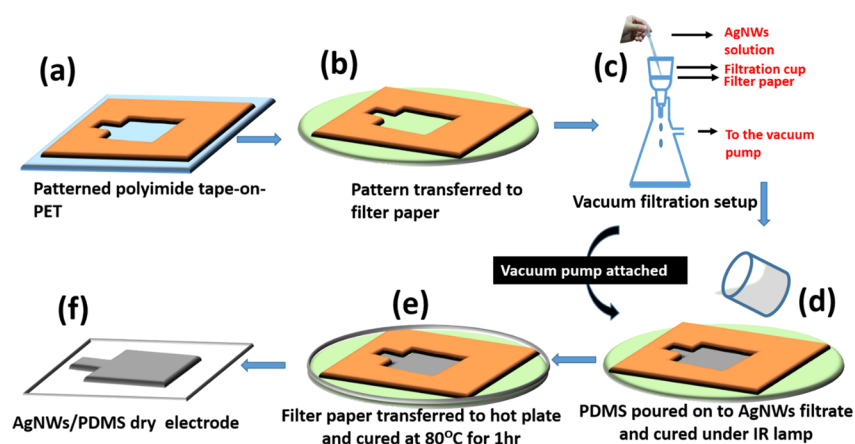 (a)
Patterned polyimide tape-on-
PET
(b)
Pattern transferred to
filter paper
(c)
AgNWs
solution
Filtration cup
Filter paper
To the vacuum
pump
Vacuum filtration setup
Vacuum pump attached
(d)
PDMS poured on to AgNWs filtrate
and cured under IR lamp
(e)
Filter paper transferred to hot plate
and cured at 80⁰C for 1hr
(f)
AgNWs/PDMS dry electrode